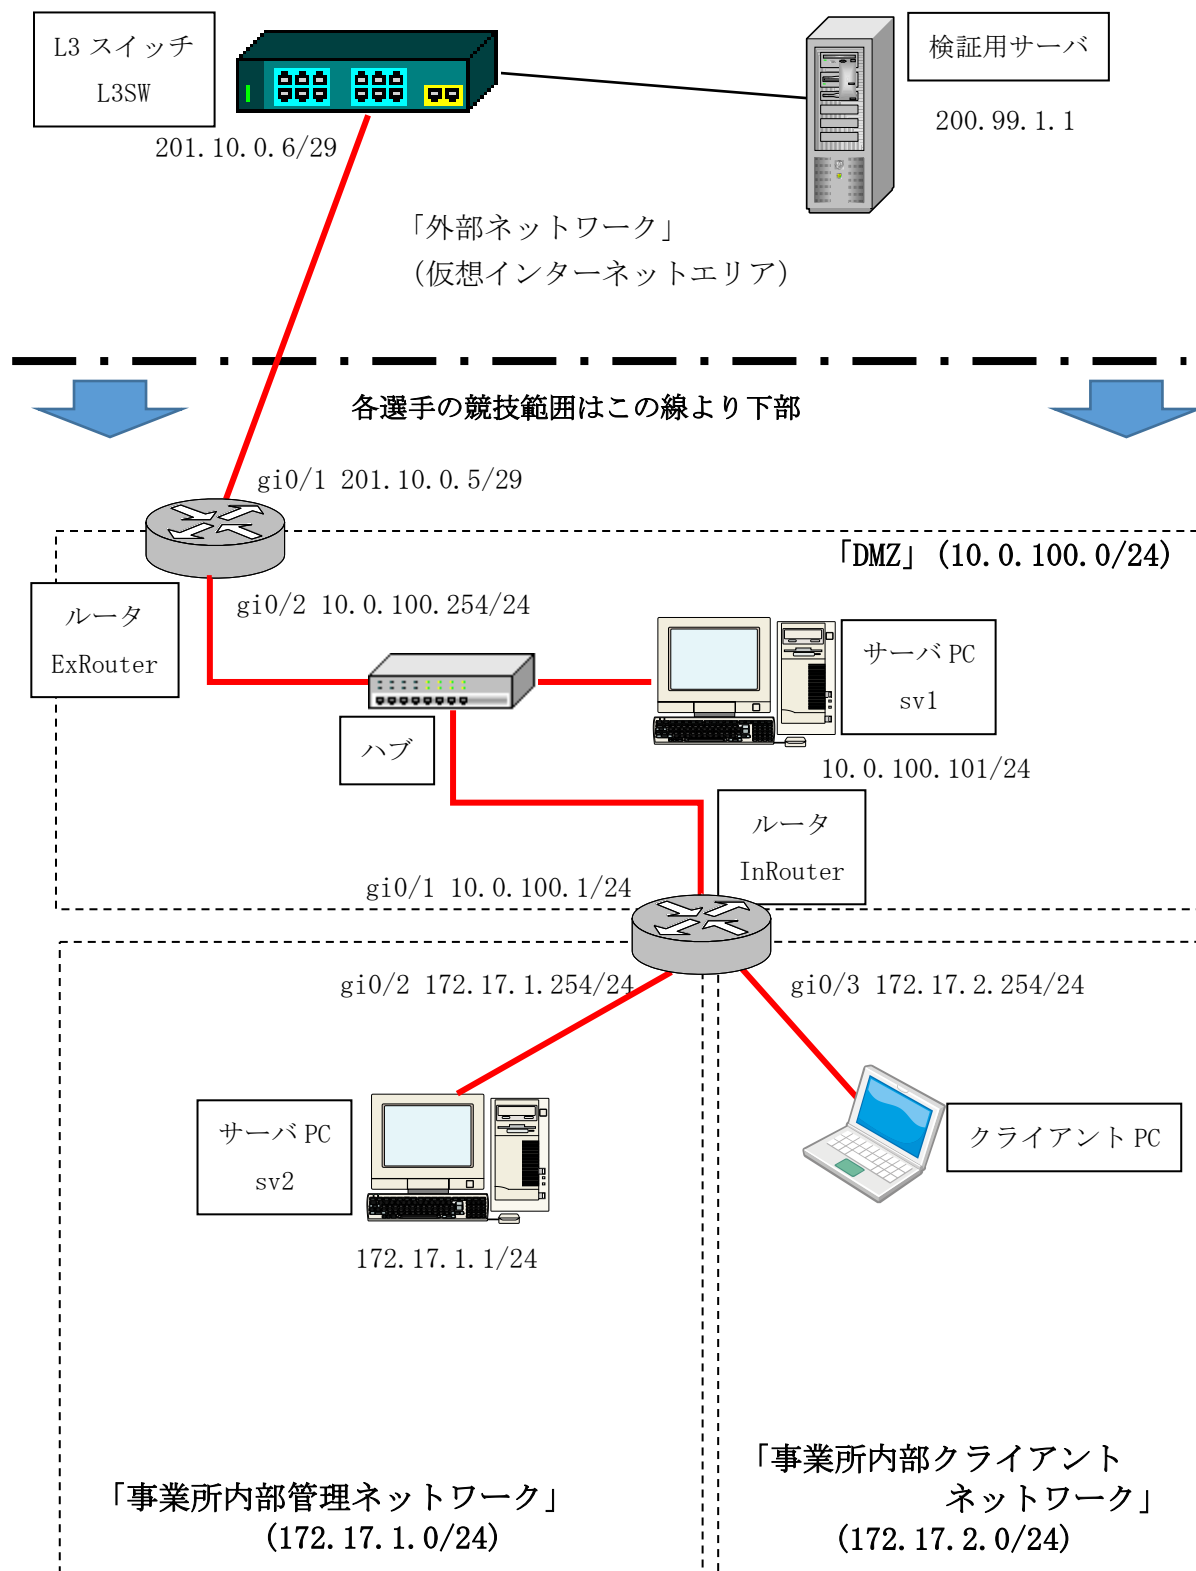 L3 スイッチ
L3SW
201.10.0.6/29
検証用サーバ
200.99.1.1
「外部ネットワーク」
（仮想インターネットエリア）
各選手の競技範囲はこの線より下部
gi0/1 201.10.0.5/29
「DMZ」(10.0.100.0/24)
ルータ
ExRouter
gi0/2 10.0.100.254/24
サーバ PC
sv1
ハブ
10.0.100.101/24
ルータ
InRouter
gi0/1 10.0.100.1/24
gi0/2 172.17.1.254/24
gi0/3 172.17.2.254/24
サーバ PC
sv2
クライアント PC
172.17.1.1/24
「事業所内部管理ネットワーク」
(172.17.1.0/24)
「事業所内部クライアント
ネットワーク」
(172.17.2.0/24)